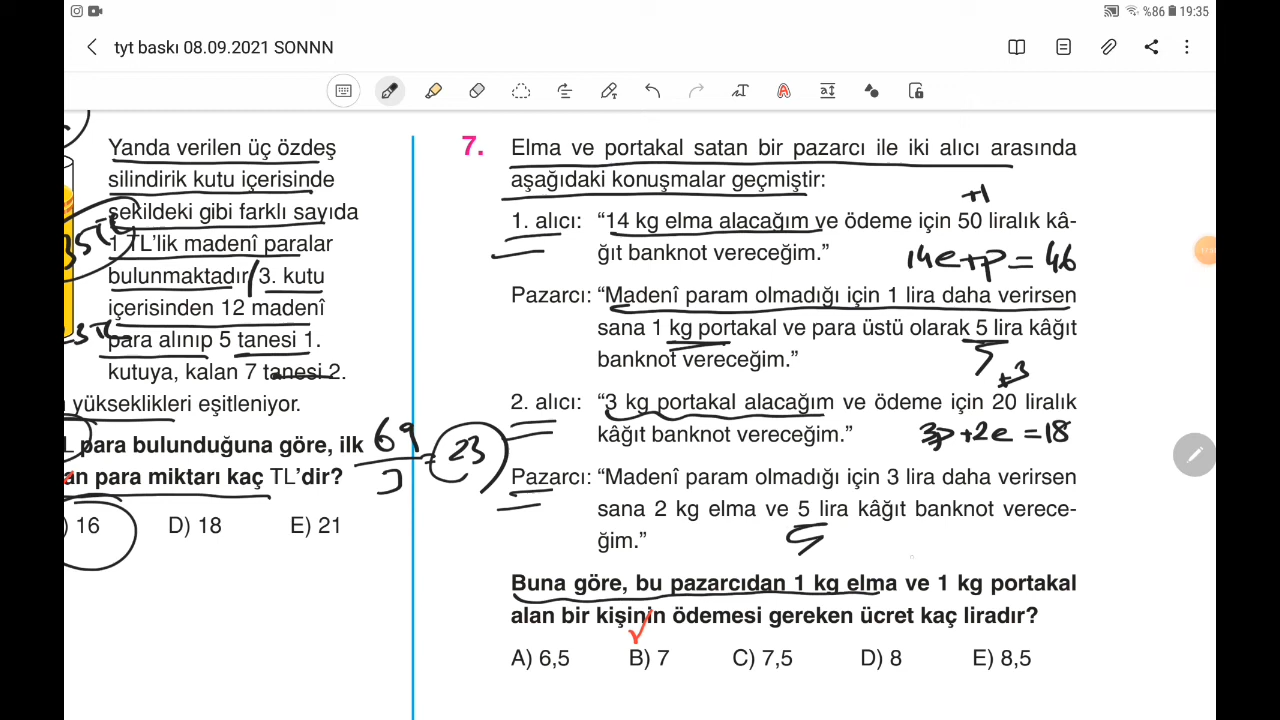 %86 19:35
tyt baskı 08.09.2021 SONNN
Yanda verilen üç özdeş
silindirik kutu içerisinde
şekildeki gibi farklı sayıda
1 TL’lik madenî paralar
bulunmaktadır. 3. kutu
içerisinden 12 madenî
para alınıp 5 tanesi 1.
kutuya, kalan 7 tanesi 2.
yükseklikleri eşitleniyor.
para bulunduğuna göre, ilk
an para miktarı kaç TL’dir?
) 16 D) 18 E) 21
69
3 = 23
7. Elma ve portakal satan bir pazarcı ile iki alıcı arasında
aşağıdaki konuşmalar geçmiştir:
+1
1. alıcı: “14 kg elma alacağım ve ödeme için 50 liralık kâ-
ğıt banknot vereceğim.”
14e+p=46
Pazarcı: “Madenî param olmadığı için 1 lira daha verirsen
sana 1 kg portakal ve para üstü olarak 5 lira kâğıt
banknot vereceğim.”
5
+3
2. alıcı: “3 kg portakal alacağım ve ödeme için 20 liralık
kâğıt banknot vereceğim.”
3p+2e=18
Pazarcı: “Madenî param olmadığı için 3 lira daha verirsen
sana 2 kg elma ve 5 lira kâğıt banknot verece-
ğim.”
5
Buna göre, bu pazarcıdan 1 kg elma ve 1 kg portakal
alan bir kişinin ödemesi gereken ücret kaç liradır?
A) 6,5 B) 7 C) 7,5 D) 8 E) 8,5